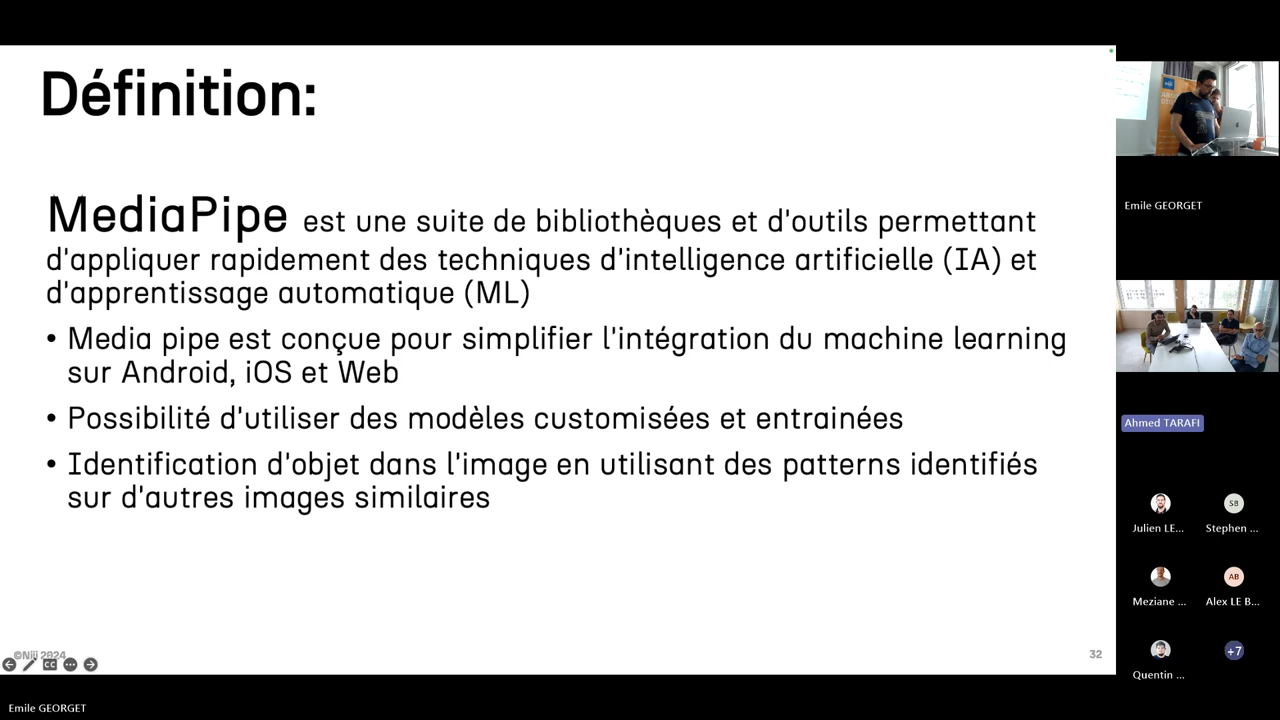 Définition:
MediaPipe est une suite de bibliothèques et d'outils permettant
d'appliquer rapidement des techniques d'intelligence artificielle (IA) et
d'apprentissage automatique (ML)
• Media pipe est conçue pour simplifier l'intégration du machine learning
sur Android, iOS et Web
• Possibilité d'utiliser des modèles customisées et entrainées
• Identification d'objet dans l'image en utilisant des patterns identifiés
sur d'autres images similaires
©Niji 2024
CC
32
Emile GEORGET
Emile GEORGET
Ahmed TARAFI
SB
Julien LE...
Stephen ...
AB
Meziane ...
Alex LE B...
+7
Quentin ...